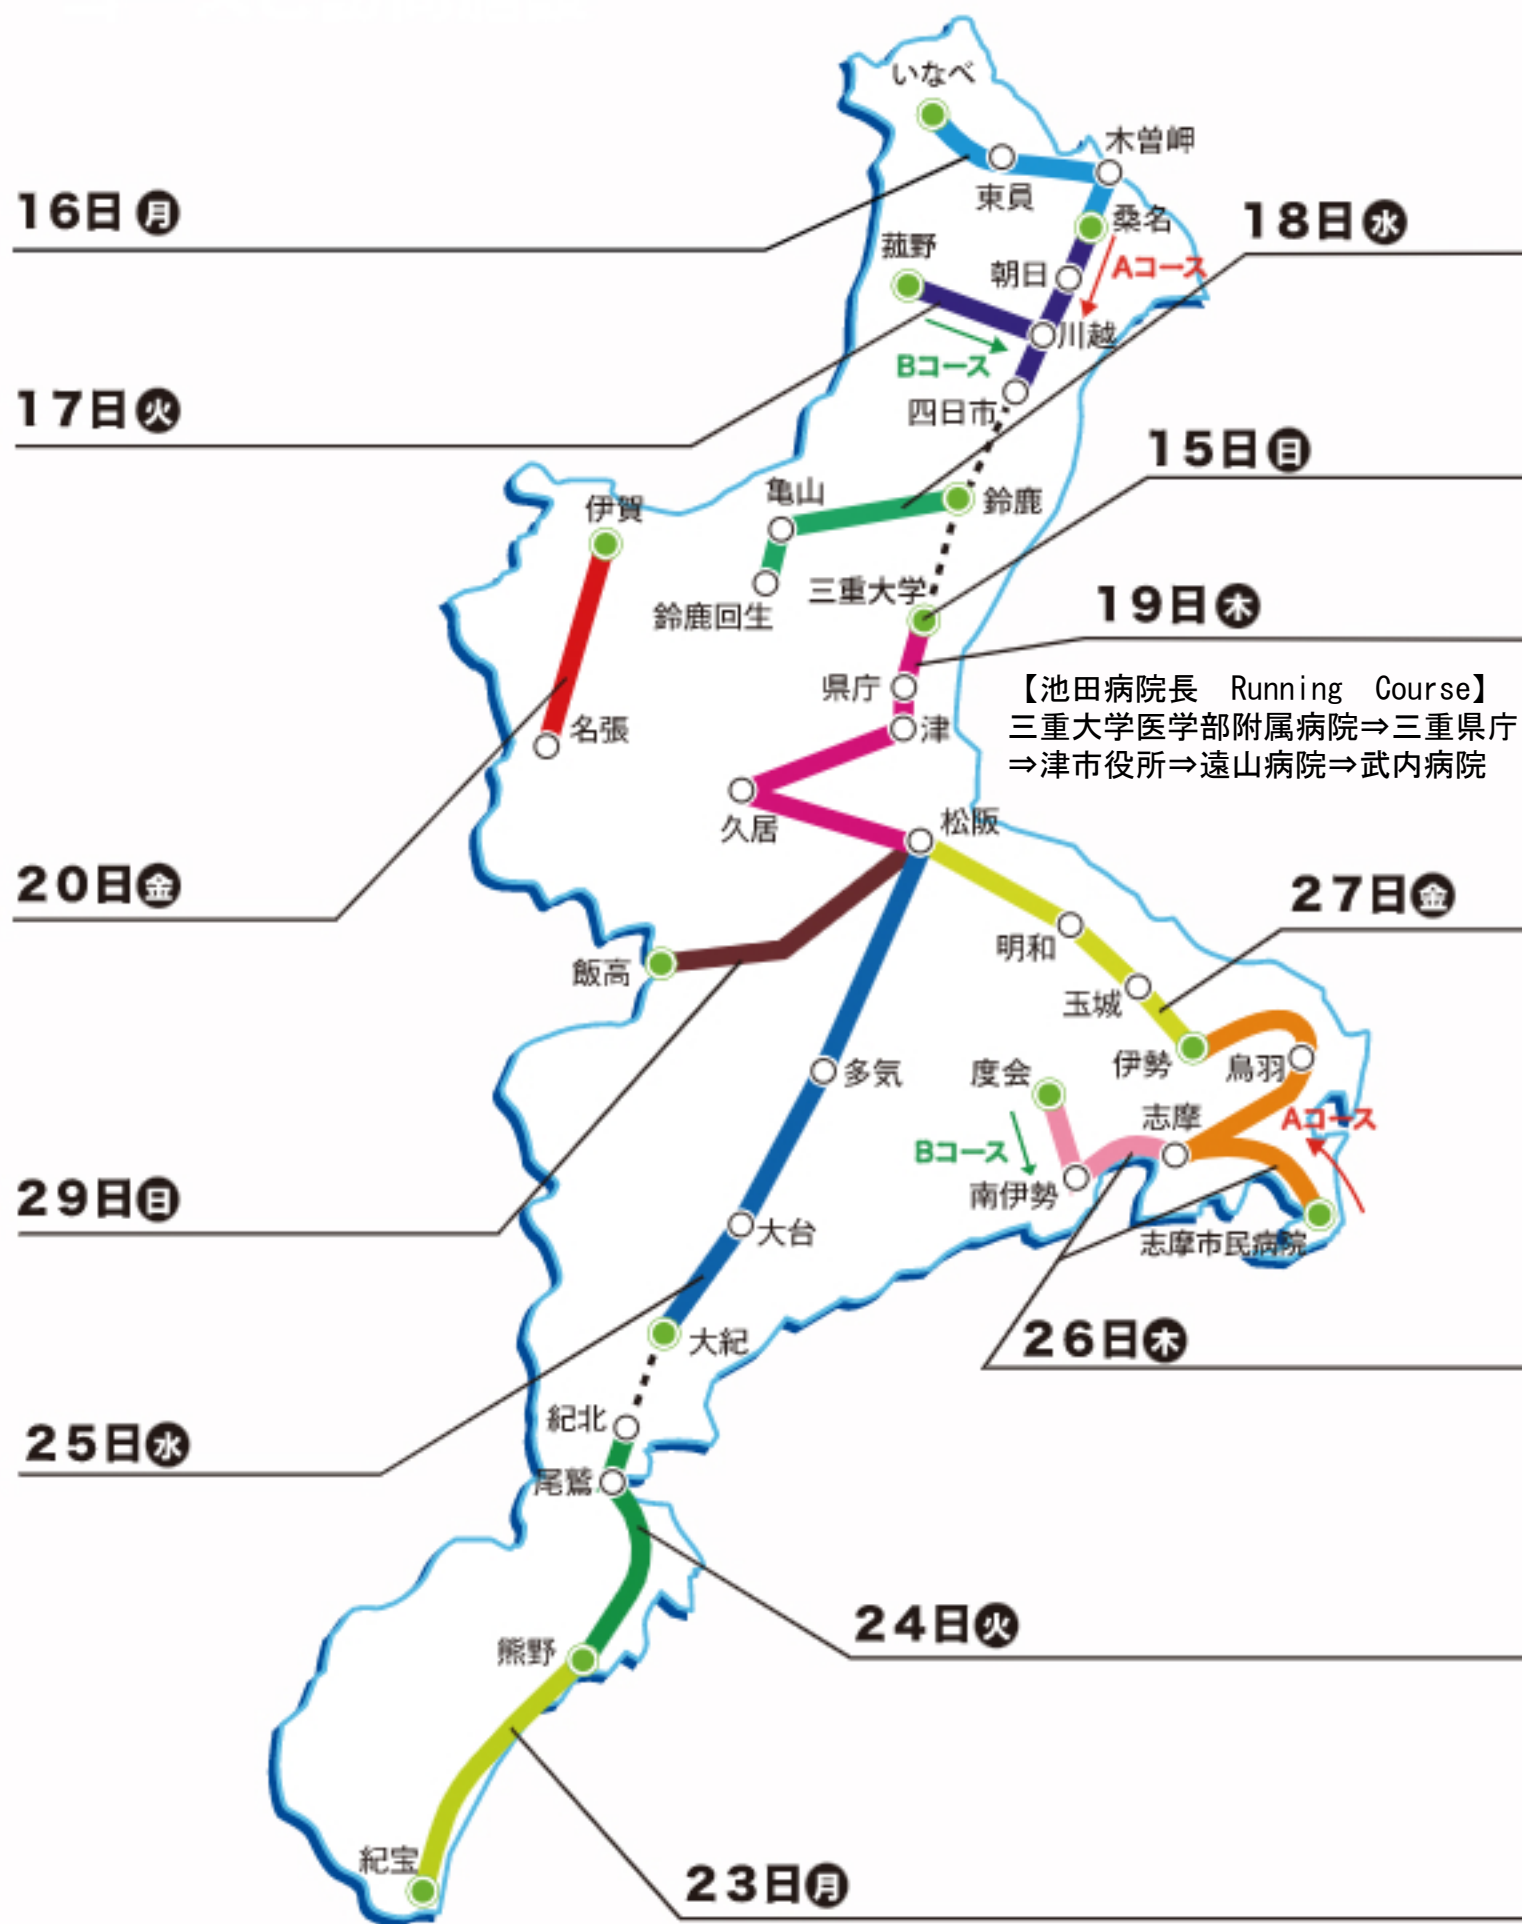 いなべ
木曽岬
東員
16日月
桑名
18日水
菰野
朝日
Aコース
川越
Bコース
17日火
四日市
15日日
亀山
鈴鹿
伊賀
三重大学
鈴鹿回生
19日木
県庁
【池田病院長　Running　Course】
三重大学医学部附属病院⇒三重県庁
⇒津市役所⇒遠山病院⇒武内病院
名張
津
久居
松阪
20日金
27日金
明和
飯高
玉城
伊勢
鳥羽
多気
度会
志摩
Aコース
Bコース
南伊勢
29日日
大台
志摩市民病院
26日木
大紀
紀北
25日水
尾鷲
24日火
熊野
紀宝
23日月